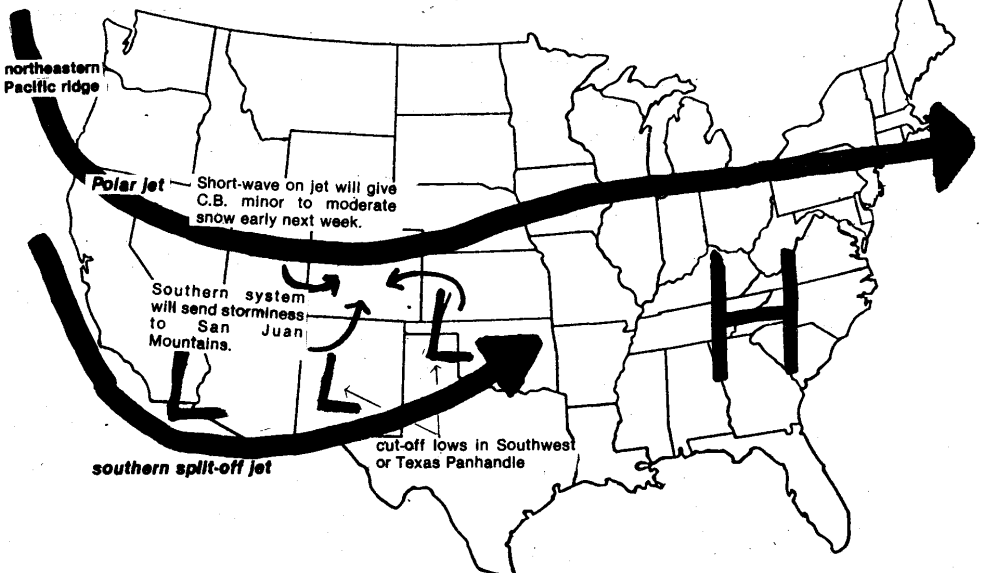 northeastern
Pacific ridge
Polar jet
Short-wave on jet will give
C.B. minor to moderate
snow early next week.
Southern system
will send storminess
to San Juan
Mountains.
L
L
L
H
cut-off lows in Southwest
or Texas Panhandle
southern split-off jet